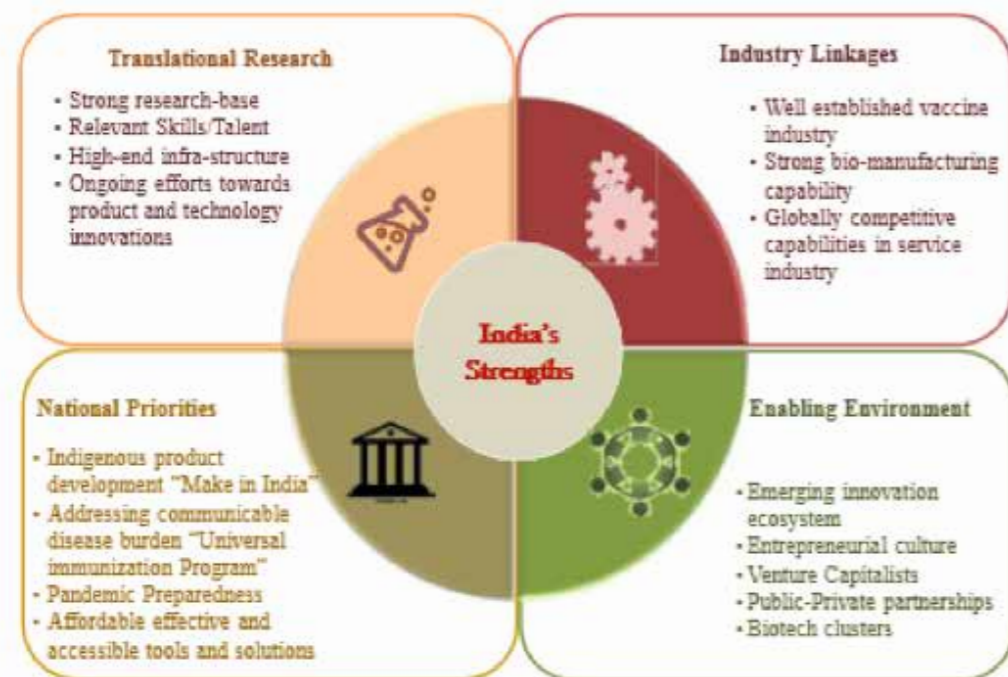 Translational Research
• Strong research-base
• Relevant Skills/Talent
• High-end infra-structure
• Ongoing efforts towards
product and technology
innovations
Industry Linkages
• Well established vaccine
industry
• Strong bio-manufacturing
capability
• Globally competitive
capabilities in service
industry
India's
Strengths
National Priorities
• Indigenous product
development "Make in India"
• Addressing communicable
disease burden "Universal
immunization Program"
• Pandemic Preparedness
• Affordable effective and
accessible tools and solutions
Enabling Environment
• Emerging innovation
ecosystem
• Entrepreneurial culture
• Venture Capitalists
• Public-Private partnerships
• Biotech clusters